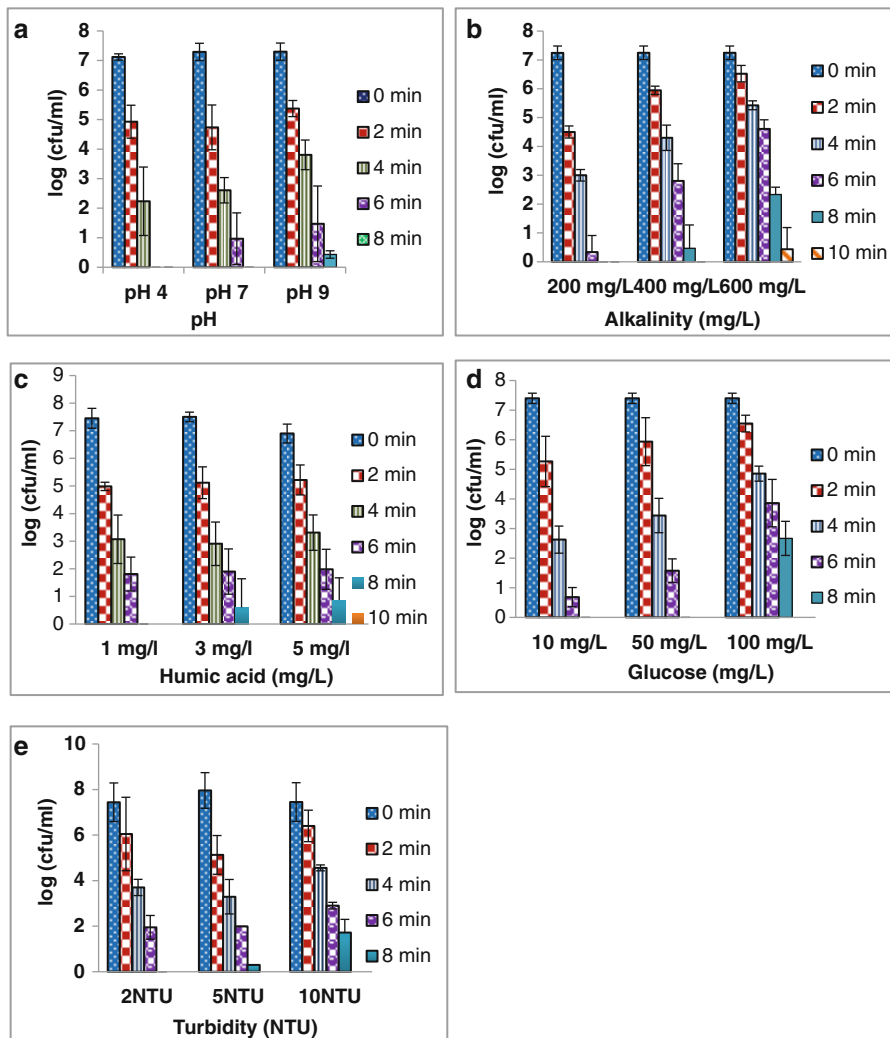 a
8
7
6
5
4
3
2
1
0
log (cfu/ml)
pH 4 pH 7 pH 9
pH
0 min
2 min
4 min
6 min
8 min
b
8
7
6
5
4
3
2
1
0
log (cfu/ml)
200 mg/L 400 mg/L 600 mg/L
Alkalinity (mg/L)
0 min
2 min
4 min
6 min
8 min
10 min
c
9
8
7
6
5
4
3
2
1
0
log (cfu/ml)
1 mg/l 3 mg/l 5 mg/l
Humic acid (mg/L)
0 min
2 min
4 min
6 min
8 min
10 min
d
8
7
6
5
4
3
2
1
0
log (cfu/ml)
10 mg/L 50 mg/L 100 mg/L
Glucose (mg/L)
0 min
2 min
4 min
6 min
8 min
e
10
8
6
4
2
0
log (cfu/ml)
2NTU 5NTU 10NTU
Turbidity (NTU)
0 min
2 min
4 min
6 min
8 min